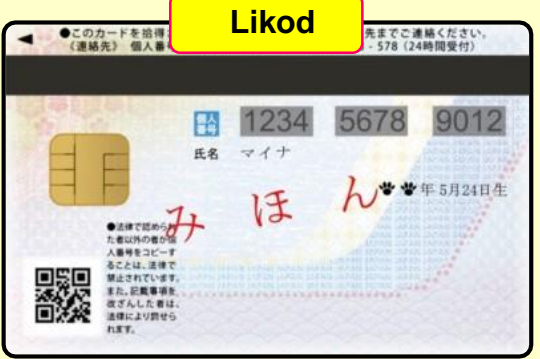 Likod
●このカードを拾得
先までご連絡ください。
《連絡先》 個人番
- 578（24時間受付）
個人番号 1234 5678 9012
氏名 マイナ
年 5月24日生
みほん
●法律で認められ
た者以外の者が個
人番号をコピーす
ることは、法律で
禁止されています。
また、記載事項を
改ざんした者は、
法律により罰せら
れます。